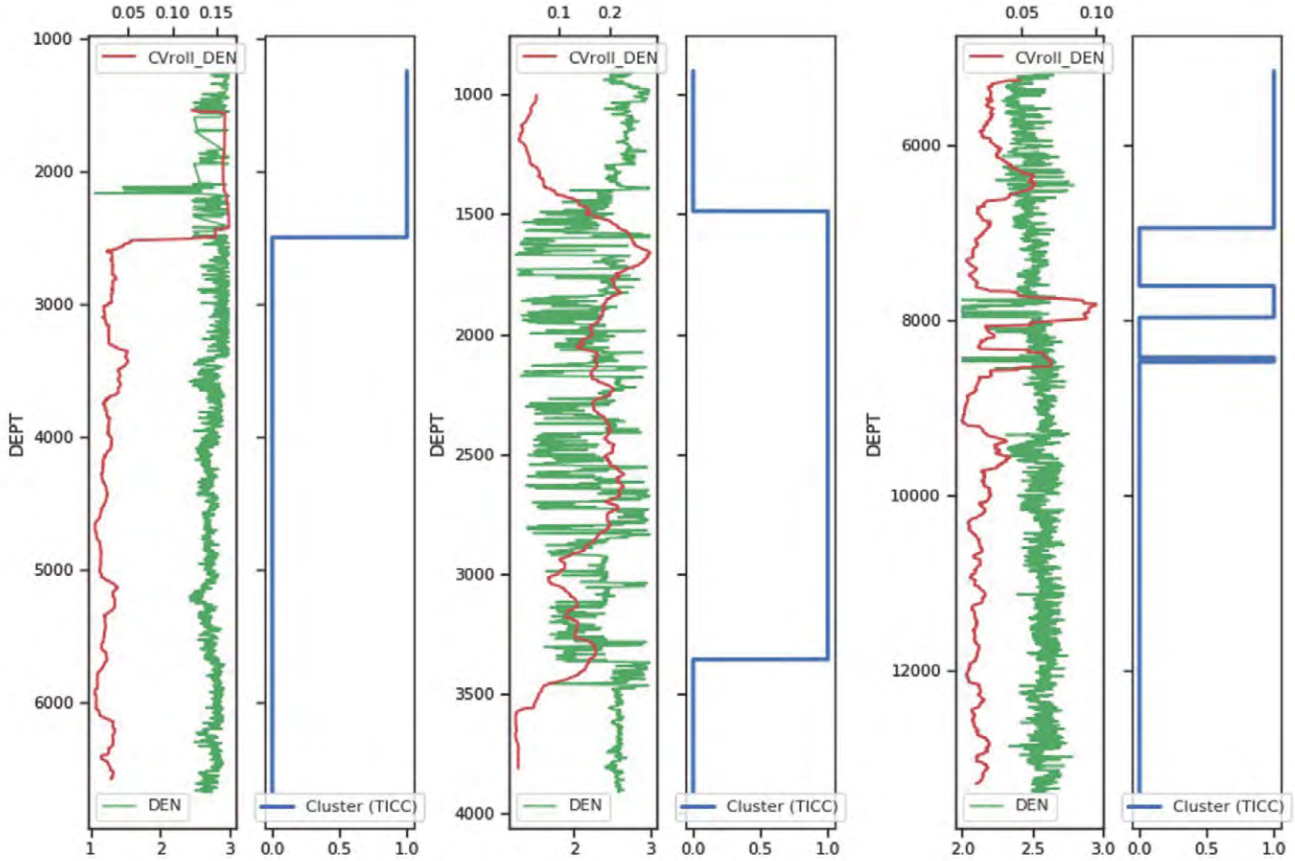 0.05 0.10 0.15
0.1 0.2
0.05 0.10
CVroll_DEN
CVroll_DEN
CVroll_DEN
1000
2000
3000
4000
5000
6000
DEPT
1000
1500
2000
2500
3000
3500
4000
DEPT
6000
8000
10000
12000
DEPT
DEN
Cluster (TICC)
DEN
Cluster (TICC)
DEN
Cluster (TICC)
1 2 3
0.0 0.5 1.0
2 3
0.0 0.5 1.0
2.0 2.5 3.0
0.0 0.5 1.0